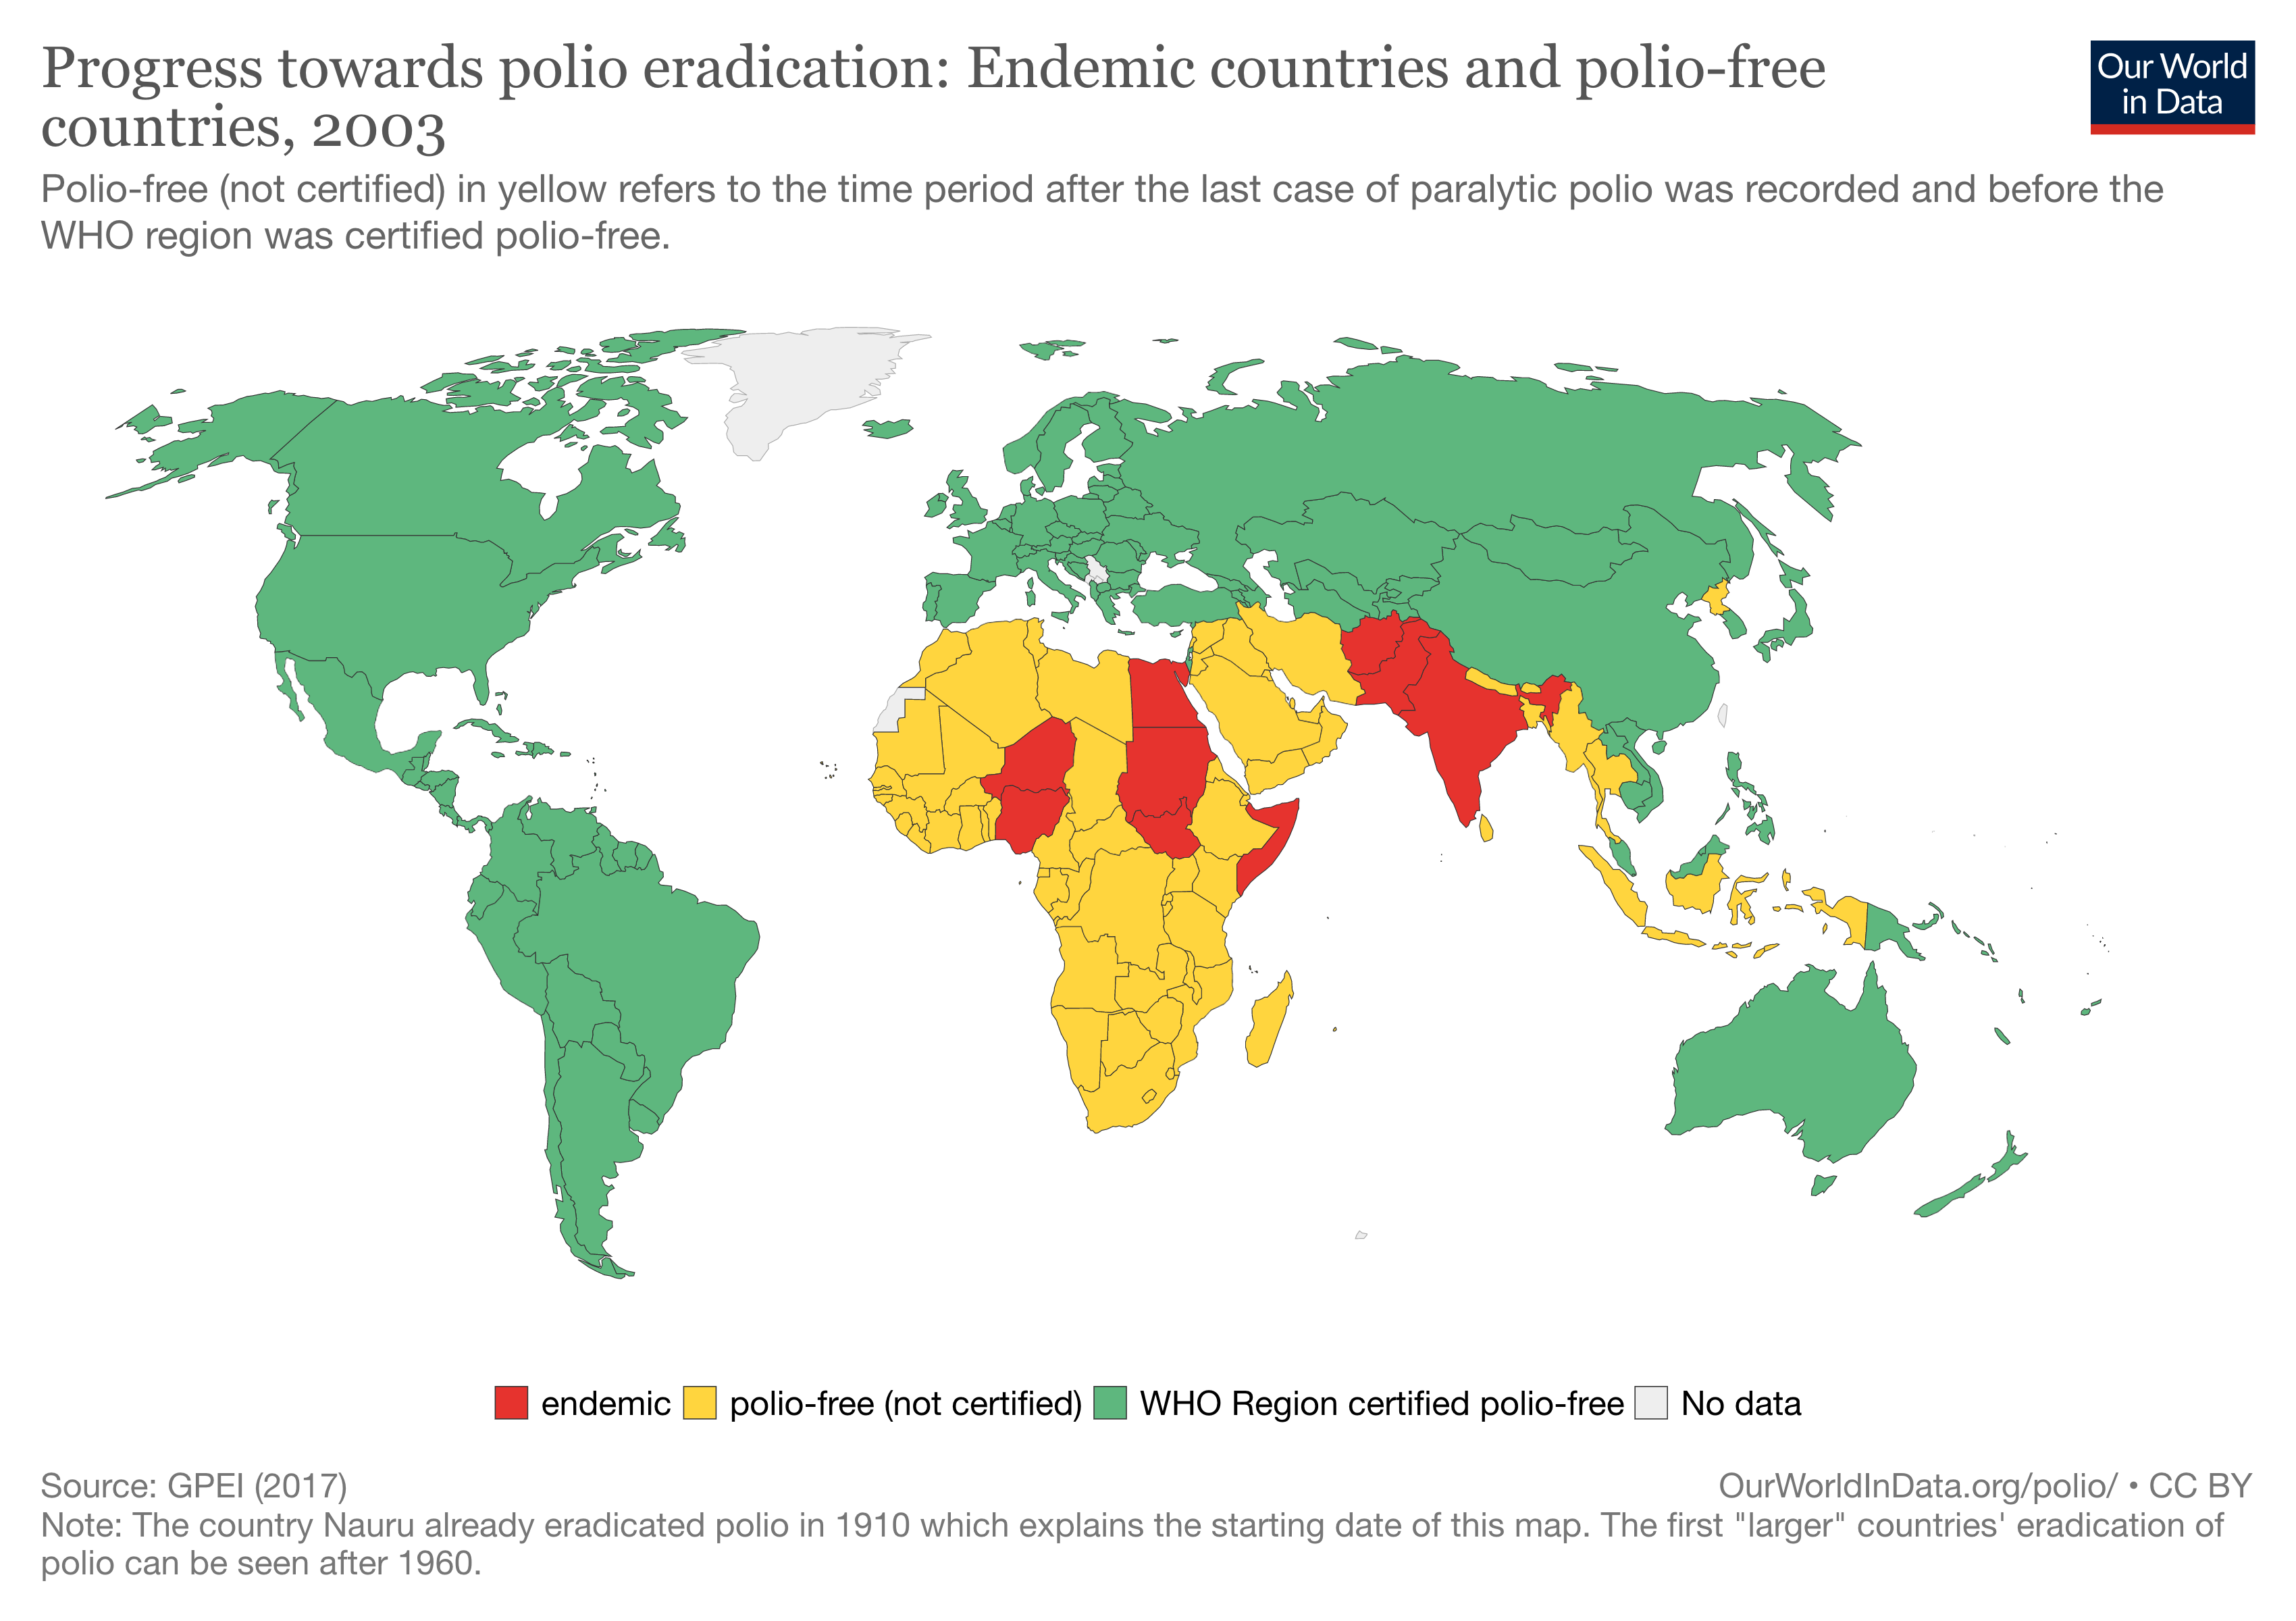 Progress towards polio eradication: Endemic countries and polio-free
countries, 2003
Our World
in Data
Polio-free (not certified) in yellow refers to the time period after the last case of paralytic polio was recorded and before the
WHO region was certified polio-free.
endemic
polio-free (not certified)
WHO Region certified polio-free
No data
Source: GPEI (2017)
OurWorldInData.org/polio/ • CC BY
Note: The country Nauru already eradicated polio in 1910 which explains the starting date of this map. The first "larger" countries' eradication of
polio can be seen after 1960.